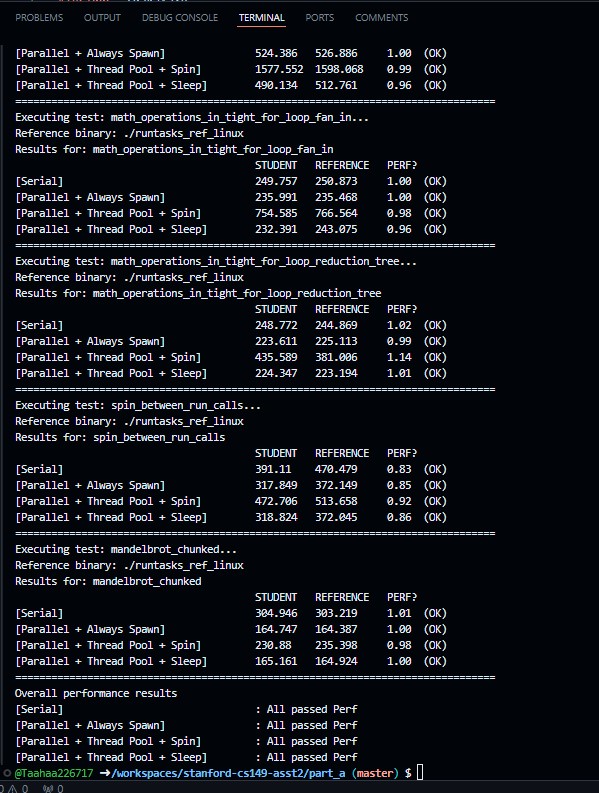 PROBLEMS OUTPUT DEBUG CONSOLE TERMINAL PORTS COMMENTS
[Parallel + Always Spawn] 524.386 526.886 1.00 (OK)
[Parallel + Thread Pool + Spin] 1577.552 1598.068 0.99 (OK)
[Parallel + Thread Pool + Sleep] 490.134 512.761 0.96 (OK)
================================================================================
Executing test: math_operations_in_tight_for_loop_fan_in...
Reference binary: ./runtasks_ref_linux
Results for: math_operations_in_tight_for_loop_fan_in
STUDENT REFERENCE PERF?
[Serial] 249.757 250.873 1.00 (OK)
[Parallel + Always Spawn] 235.991 235.468 1.00 (OK)
[Parallel + Thread Pool + Spin] 754.585 766.564 0.98 (OK)
[Parallel + Thread Pool + Sleep] 232.391 243.075 0.96 (OK)
================================================================================
Executing test: math_operations_in_tight_for_loop_reduction_tree...
Reference binary: ./runtasks_ref_linux
Results for: math_operations_in_tight_for_loop_reduction_tree
STUDENT REFERENCE PERF?
[Serial] 248.772 244.869 1.02 (OK)
[Parallel + Always Spawn] 223.611 225.113 0.99 (OK)
[Parallel + Thread Pool + Spin] 435.589 381.006 1.14 (OK)
[Parallel + Thread Pool + Sleep] 224.347 223.194 1.01 (OK)
================================================================================
Executing test: spin_between_run_calls...
Reference binary: ./runtasks_ref_linux
Results for: spin_between_run_calls
STUDENT REFERENCE PERF?
[Serial] 391.11 470.479 0.83 (OK)
[Parallel + Always Spawn] 317.849 372.149 0.85 (OK)
[Parallel + Thread Pool + Spin] 472.706 513.658 0.92 (OK)
[Parallel + Thread Pool + Sleep] 318.824 372.045 0.86 (OK)
================================================================================
Executing test: mandelbrot_chunked...
Reference binary: ./runtasks_ref_linux
Results for: mandelbrot_chunked
STUDENT REFERENCE PERF?
[Serial] 304.946 303.219 1.01 (OK)
[Parallel + Always Spawn] 164.747 164.387 1.00 (OK)
[Parallel + Thread Pool + Spin] 230.88 235.398 0.98 (OK)
[Parallel + Thread Pool + Sleep] 165.161 164.924 1.00 (OK)
================================================================================
Overall performance results
[Serial] : All passed Perf
[Parallel + Always Spawn] : All passed Perf
[Parallel + Thread Pool + Spin] : All passed Perf
[Parallel + Thread Pool + Sleep] : All passed Perf
@Taahaa226717 ➜/workspaces/stanford-cs149-asst2/part_a (master) $
0 0 0